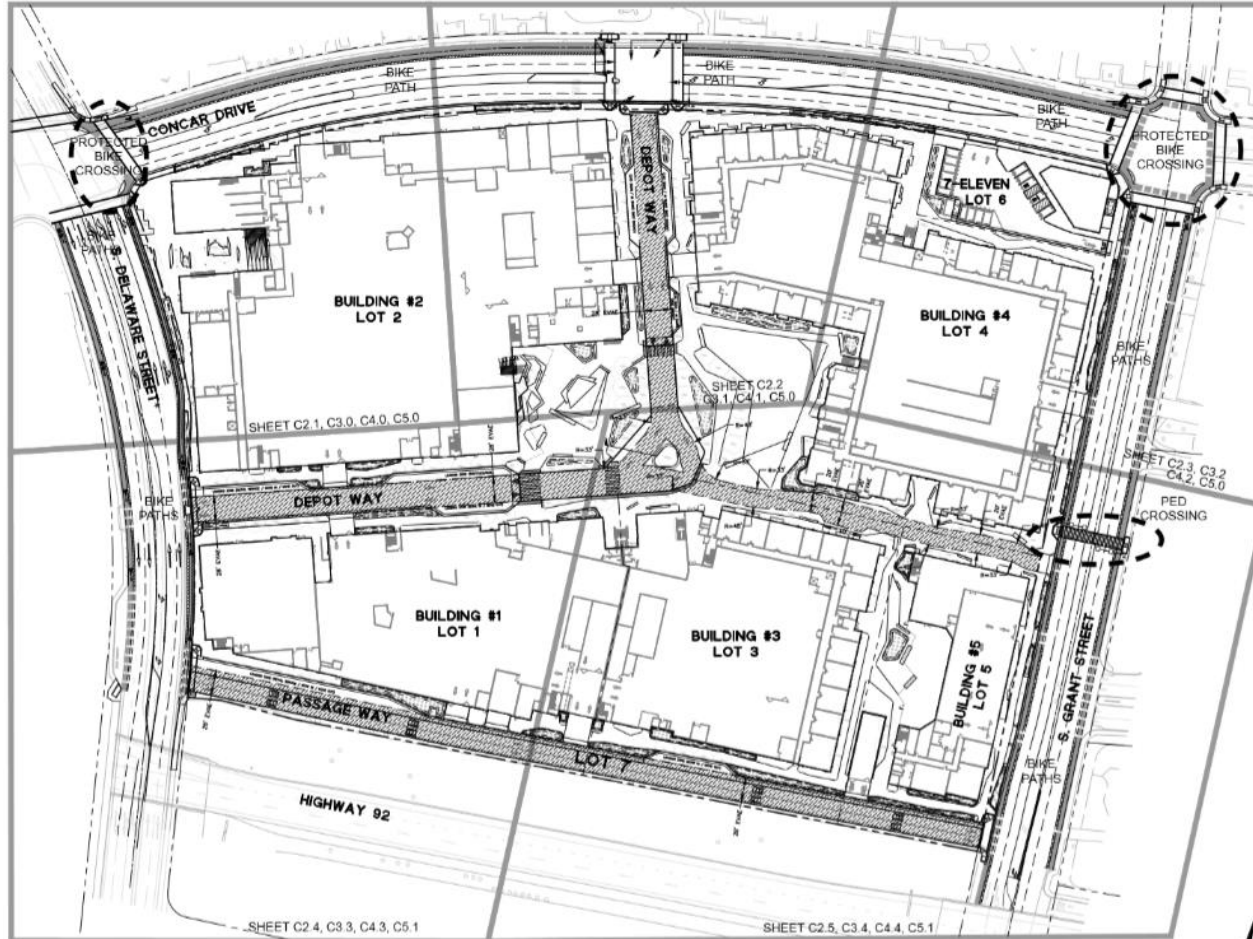 BIKE
PATH
BIKE
PATH
BIKE
PATH
CONCAR DRIVE
PROTECTED
BIKE
CROSSING
PROTECTED
BIKE
CROSSING
DEPOT WAY
7-ELEVEN
LOT 6
BIKE
PATHS
S. DELAWARE STREET
BUILDING #2
LOT 2
BUILDING #4
LOT 4
BIKE
PATHS
SHEET C2.2
C3.1, C4.1, C5.0
SHEET C2.1, C3.0, C4.0, C5.0
SHEET C2.3, C3.2
C4.2, C5.0
BIKE
PATHS
DEPOT WAY
PED
CROSSING
BUILDING #1
LOT 1
BUILDING #3
LOT 3
BUILDING #5
LOT 5
S. GRANT STREET
PASSAGE WAY
LOT 7
BIKE
PATHS
HIGHWAY 92
SHEET C2.4, C3.3, C4.3, C5.1
SHEET C2.5, C3.4, C4.4, C5.1